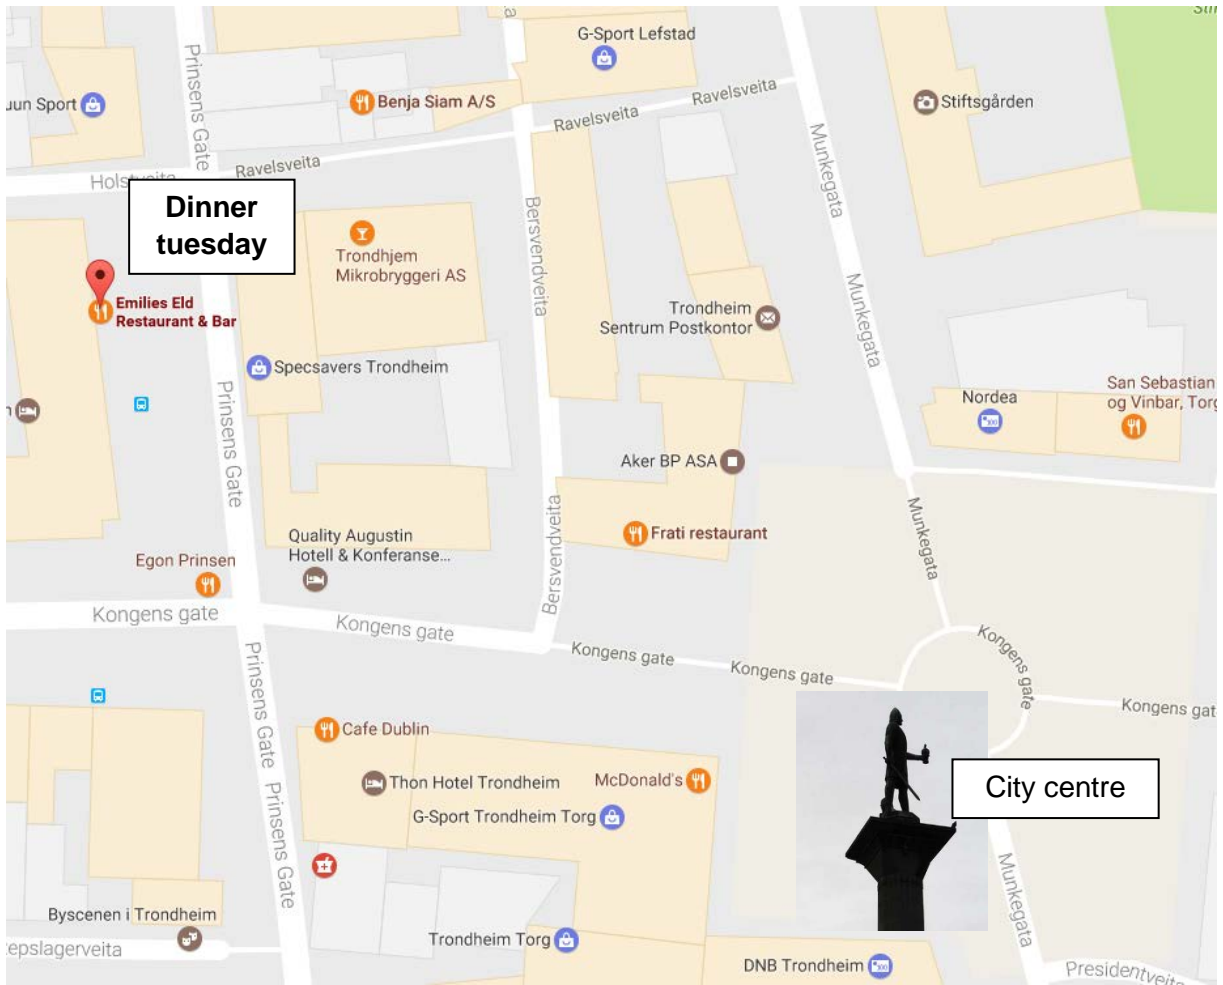 G-Sport Lefstad
Prinsens Gate
uun Sport
Benja Siam A/S
Ravelsveita
Ravelsveita
Stiftsgården
Munkegata
Ravelsveita
Dinner
tuesday
Bersvendveita
Trondhjem
Mikrobryggeri AS
Emilies Eld
Restaurant & Bar
Trondheim
Sentrum Postkontor
Munkegata
Specsavers Trondheim
Prinsens Gate
Nordea
San Sebastian
og Vinbar, Torg
Aker BP ASA
Quality Augustin
Hotell & Konferanse...
Bersvendveita
Frati restaurant
Munkegata
Egon Prinsen
Kongens gate
Kongens gate
Kongens gate
Kongens gate
Kongens gate
Kongens gat
Prinsens Gate
Cafe Dublin
Thon Hotel Trondheim
McDonald's
City centre
G-Sport Trondheim Torg
Prinsens Gate
Munkegata
Byscenen i Trondheim
epslagerveita
Trondheim Torg
DNB Trondheim
Presidentveita